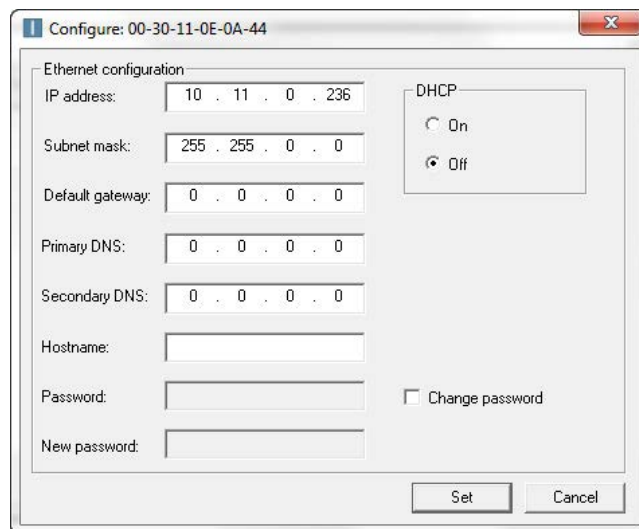 Configure: 00-30-11-0E-0A-44
Ethernet configuration
IP address: 10 . 11 . 0 . 236
DHCP
On
Subnet mask: 255 . 255 . 0 . 0
Off
Default gateway: 0 . 0 . 0 . 0
Primary DNS: 0 . 0 . 0 . 0
Secondary DNS: 0 . 0 . 0 . 0
Hostname:
Password:
Change password
New password:
Set
Cancel